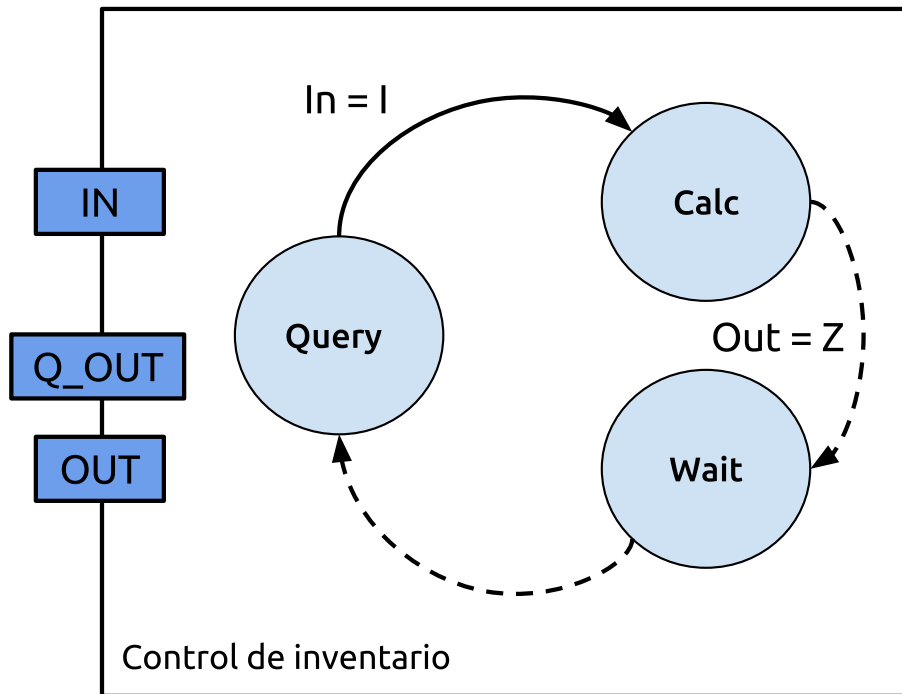 In = I
IN
Calc
Query
Out = Z
Q_OUT
OUT
Wait
Control de inventario